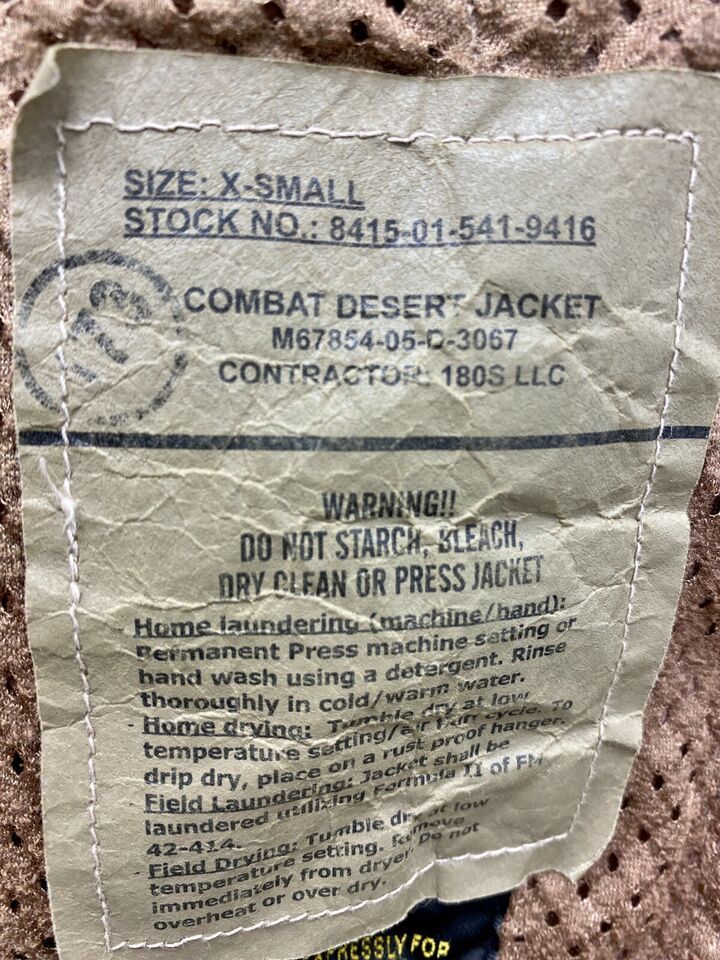 SIZE: X-SMALL
STOCK NO.: 8415-01-541-9416
COMBAT DESERT JACKET
M67854-05-D-3067
CONTRACTOR: 180S LLC
WARNING!!
DO NOT STARCH, BLEACH,
DRY CLEAN OR PRESS JACKET
Home laundering (machine/hand):
Permanent Press machine setting or
hand wash using a detergent. Rinse
thoroughly in cold/warm water.
Home drying: Tumble dry at low
temperature setting/air fluff cycle. To
drip dry, place on a rust proof hanger.
Field Laundering: Jacket shall be
laundered utilizing Formula II of FM
42-414.
Field Drying: Tumble dry at low
temperature setting. Remove
immediately from dryer. Do not
overheat or over dry.
FOR